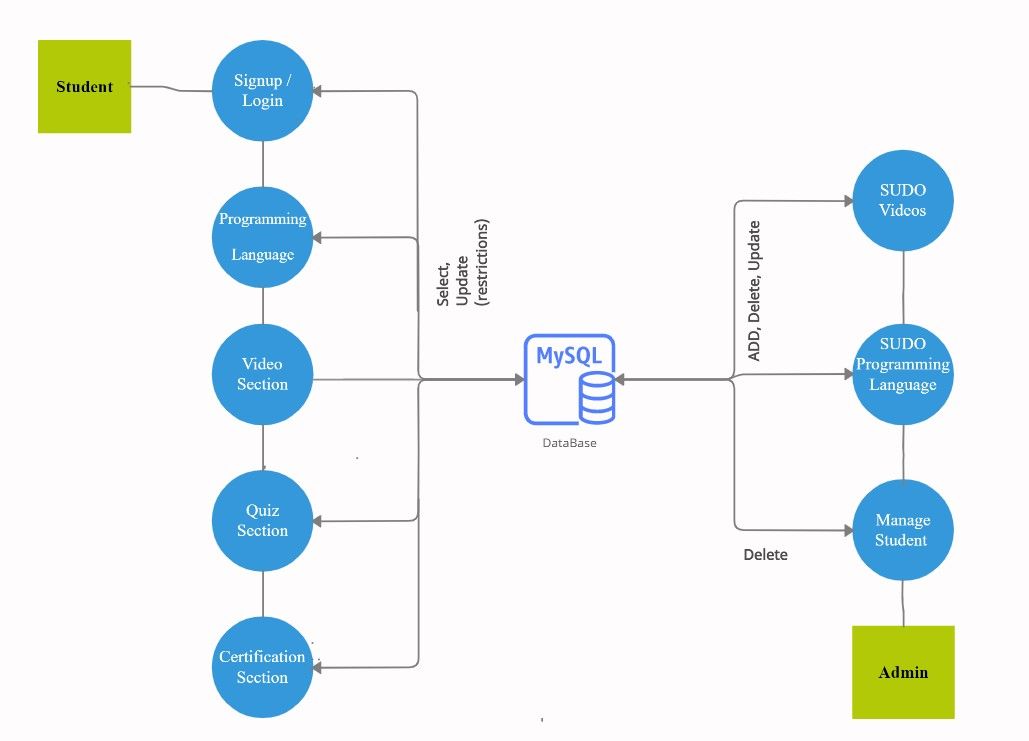 Student
Signup /
Login
Programming
Language
Video
Section
Quiz
Section
Certification
Section
Select,
Update
(restrictions)
MySQL
DataBase
ADD, Delete, Update
Delete
SUDO
Videos
SUDO
Programming
Language
Manage
Student
Admin